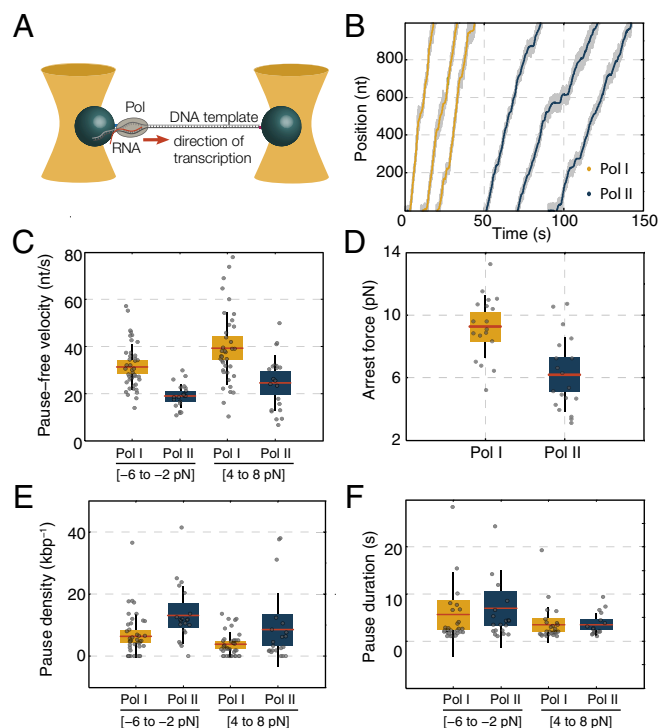 A
Pol
DNA template
RNA
direction of
transcription
B
Position (nt)
800
600
400
200
0
50
100
150
Time (s)
Pol I
Pol II
C
Pause–free velocity (nt/s)
80
60
40
20
0
Pol I Pol II Pol I Pol II
[−6 to −2 pN] [4 to 8 pN]
D
Arrest force (pN)
14
10
6
2
Pol I Pol II
E
Pause density (kbp⁻¹)
40
20
0
Pol I Pol II Pol I Pol II
[−6 to −2 pN] [4 to 8 pN]
F
Pause duration (s)
20
10
0
Pol I Pol II Pol I Pol II
[−6 to −2 pN] [4 to 8 pN]